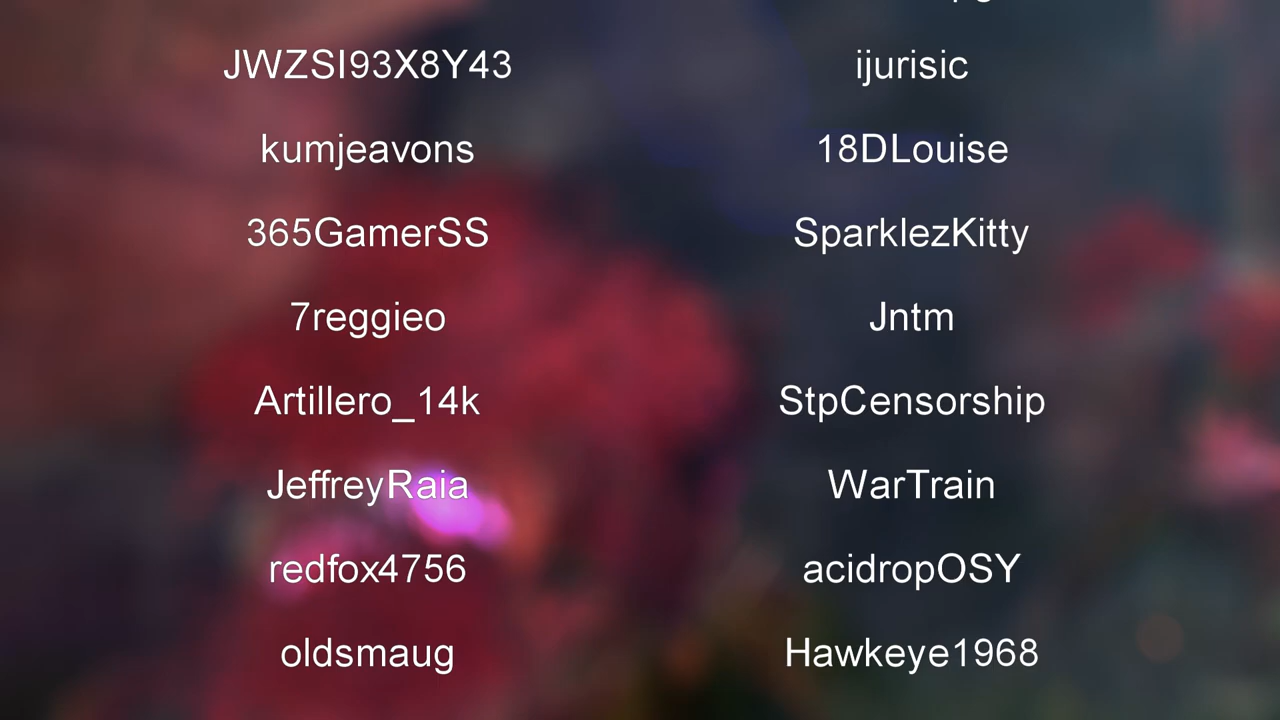 JWZSI93X8Y43 ijurisic
kumjeavons 18DLouise
365GamerSS SparklezKitty
7reggieo Jntm
Artillero_14k StpCensorship
JeffreyRaia WarTrain
redfox4756 acidropOSY
oldsmaug Hawkeye1968